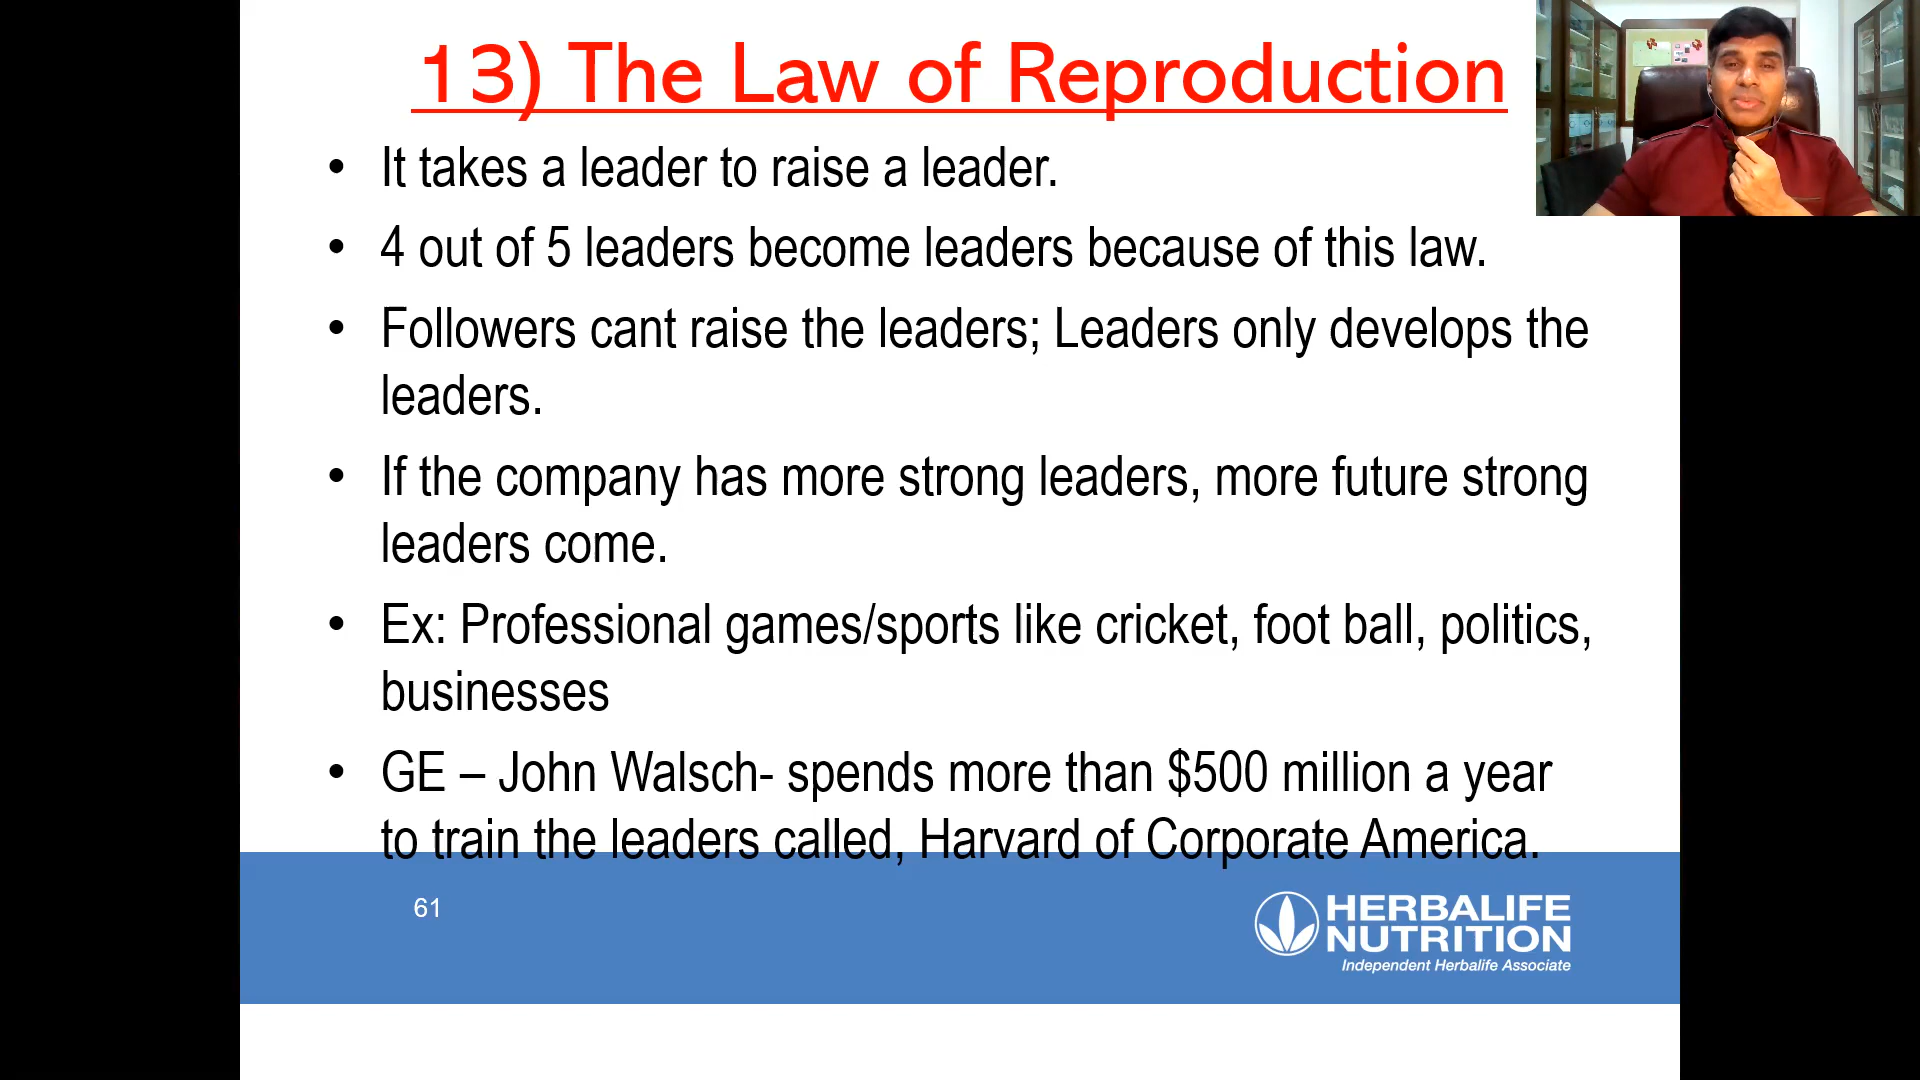 13) The Law of Reproduction
• It takes a leader to raise a leader.
• 4 out of 5 leaders become leaders because of this law.
• Followers cant raise the leaders; Leaders only develops the
leaders.
• If the company has more strong leaders, more future strong
leaders come.
• Ex: Professional games/sports like cricket, foot ball, politics,
businesses
• GE – John Walsch- spends more than $500 million a year
to train the leaders called, Harvard of Corporate America.
61
HERBALIFE
NUTRITION
Independent Herbalife Associate